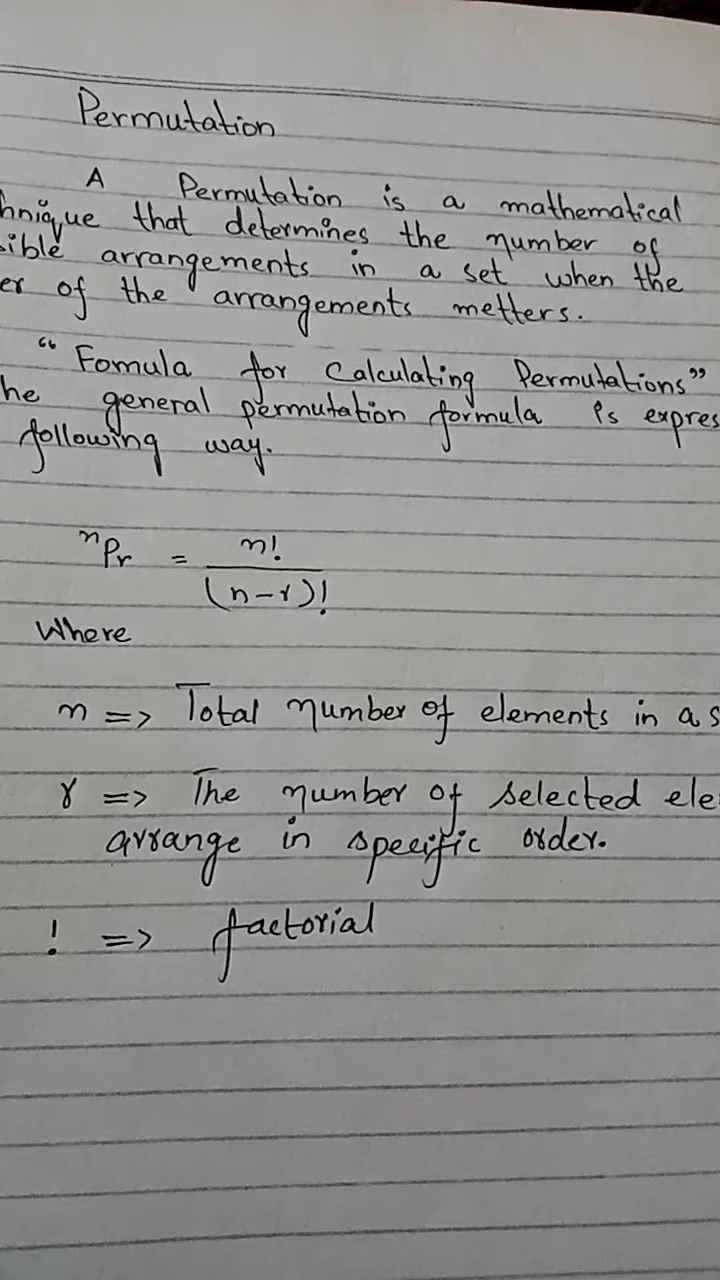 Permutation
A Permutation is a mathematical
hnique that determines the number of
sible arrangements in a set when the
er of the arrangements metters.
“Fomula for Calculating Permutations”
he general permutation formula is expres
following way.
ⁿPr = n! / (n-r)!
Where
n => Total number of elements in a s
r => The number of selected ele
arrange in specific order.
! => factorial